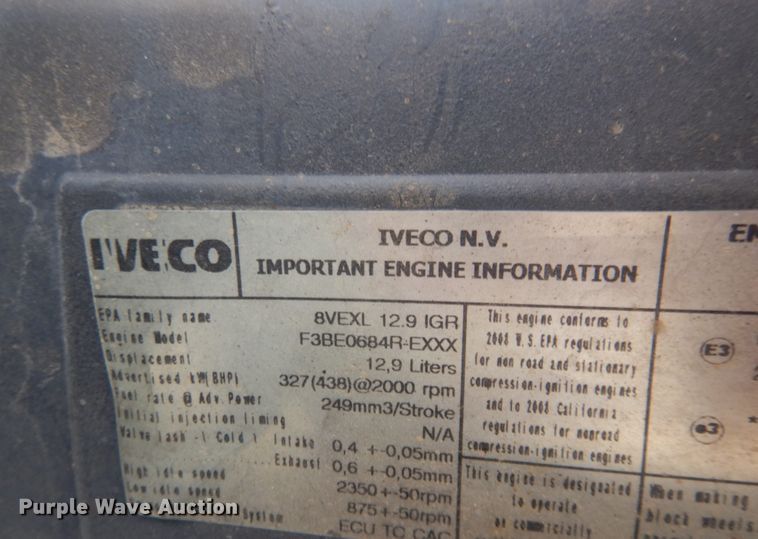 IVECO
IVECO N.V.
IMPORTANT ENGINE INFORMATION
EPA family name 8VEXL 12.9 IGR
Engine Model F3BE0684R-EXXX
Displacement 12,9 Liters
Advertised kW(BHP) 327(438)@2000 rpm
Fuel rate @ Adv. Power 249mm3/Stroke
Initial injection timing N/A
Valve lash ( Cold ) Intake 0,4 +-0,05mm
........Exhaust 0,6 +-0,05mm
High idle speed 2350+-50rpm
Low idle speed 875+-50rpm
System ECU TC CAC
This engine conforms to
2008 U.S. EPA regulations
for non road and stationary
compression-ignition engines
and to 2008 California
regulations for nonroad
compression-ignition engines
This engine is designated
to operate
on commercially
E3
e3
*
When making
block wheels
Purple Wave Auction